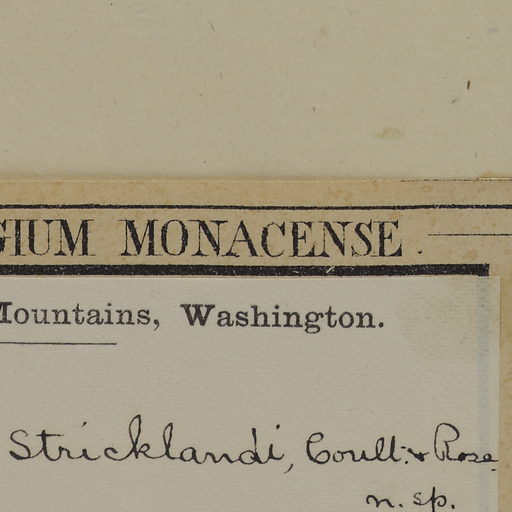 GIUM MONACENSE.
Mountains, Washington.
Stricklandi, Coult. & Rose.
n. sp.